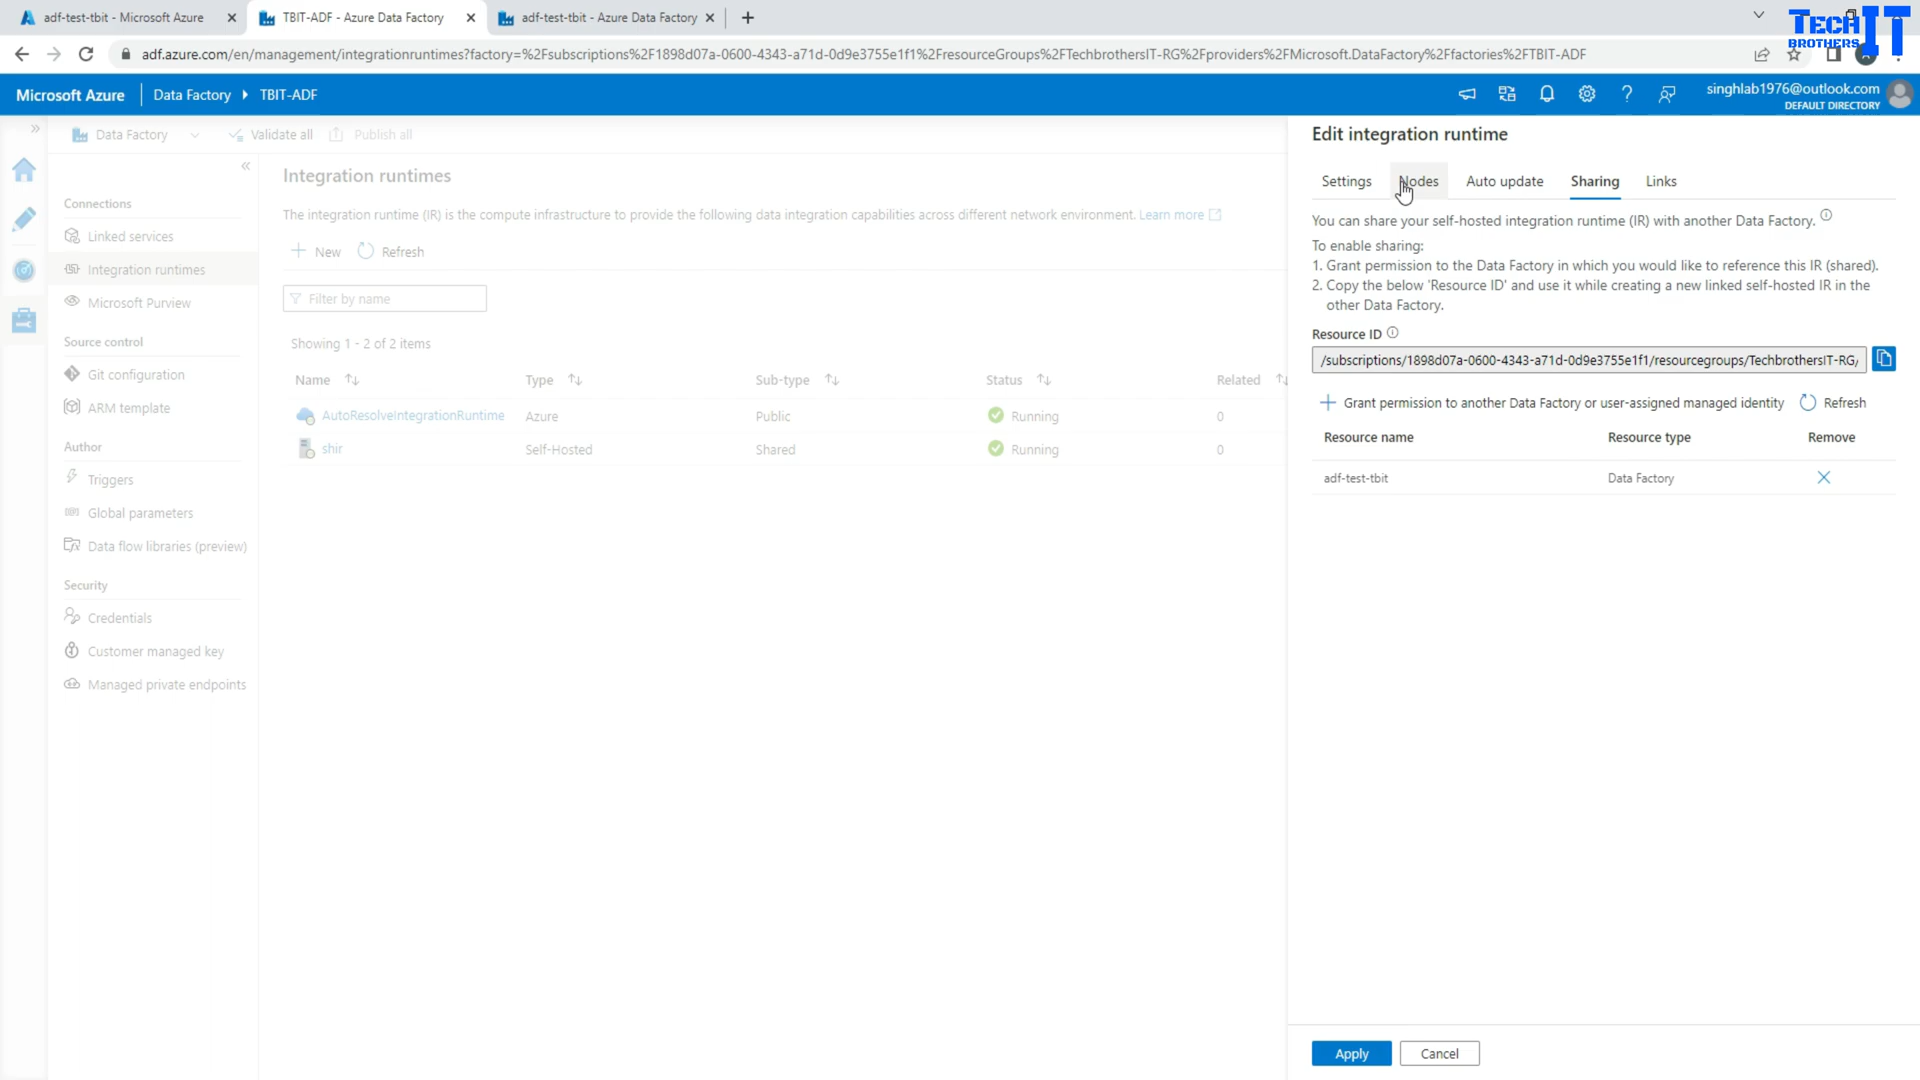 adf-test-tbit - Microsoft Azure
TBIT-ADF - Azure Data Factory
adf-test-tbit - Azure Data Factory
TECH BROTHERS IT
adf.azure.com/en/management/integrationruntimes?factory=%2Fsubscriptions%2F1898d07a-0600-4343-a71d-0d9e3755e1f1%2FresourceGroups%2FTechbrothersIT-RG%2Fproviders%2FMicrosoft.DataFactory%2Ffactories%2FTBIT-ADF
Microsoft Azure
Data Factory
TBIT-ADF
singhlab1976@outlook.com
DEFAULT DIRECTORY
Data Factory
Validate all
Publish all
Connections
Linked services
Integration runtimes
Microsoft Purview
Source control
Git configuration
ARM template
Author
Triggers
Global parameters
Data flow libraries (preview)
Security
Credentials
Customer managed key
Managed private endpoints
Integration runtimes
The integration runtime (IR) is the compute infrastructure to provide the following data integration capabilities across different network environment. Learn more
New
Refresh
Filter by name
Showing 1 - 2 of 2 items
Name Type Sub-type Status Related
AutoResolveIntegrationRuntime Azure Public Running 0
shir Self-Hosted Shared Running 0
Edit integration runtime
Settings Nodes Auto update Sharing Links
You can share your self-hosted integration runtime (IR) with another Data Factory.
To enable sharing:
1. Grant permission to the Data Factory in which you would like to reference this IR (shared).
2. Copy the below 'Resource ID' and use it while creating a new linked self-hosted IR in the
other Data Factory.
Resource ID
/subscriptions/1898d07a-0600-4343-a71d-0d9e3755e1f1/resourcegroups/TechbrothersIT-RG/
Grant permission to another Data Factory or user-assigned managed identity
Refresh
Resource name Resource type Remove
adf-test-tbit Data Factory
Apply
Cancel